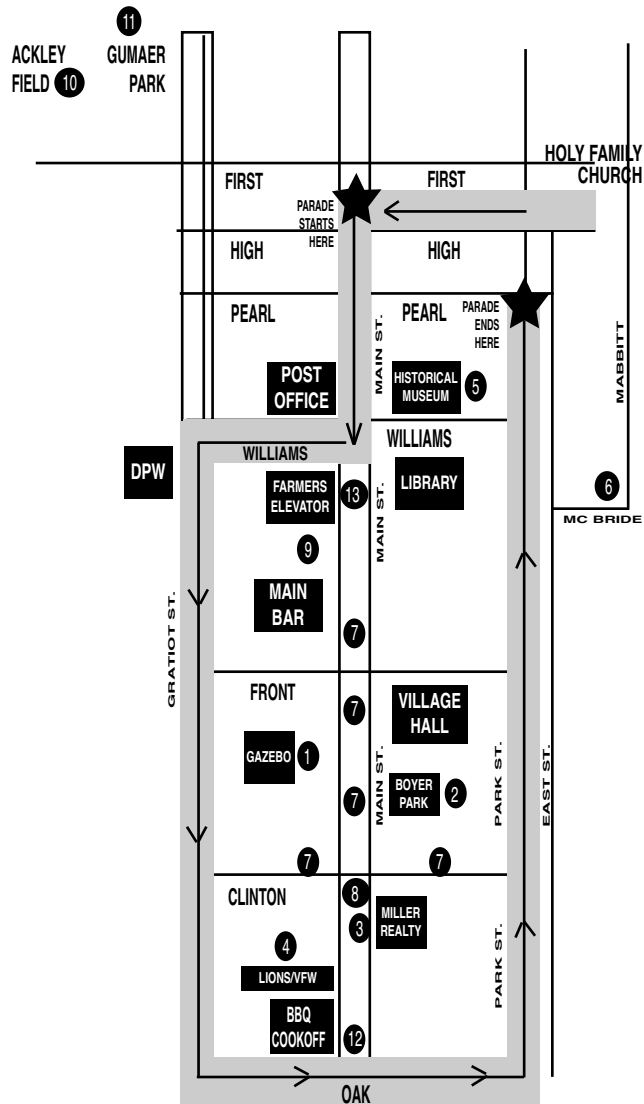 11
ACKLEY GUMAER
FIELD 10 PARK
HOLY FAMILY
CHURCH
FIRST FIRST
PARADE
STARTS
HERE
HIGH HIGH
PEARL
PEARL
PARADE
ENDS
HERE
MAIN ST.
MABBITT
POST
OFFICE
HISTORICAL
MUSEUM
5
WILLIAMS
WILLIAMS
DPW
FARMERS
ELEVATOR
13
LIBRARY
6
MC BRIDE
MAIN ST.
9
MAIN
BAR
7
GRATIOT ST.
FRONT
7
VILLAGE
HALL
GAZEBO
1
MAIN ST.
PARK ST.
EAST ST.
7
BOYER
PARK
2
7
7
CLINTON
8
3
MILLER
REALTY
4
LIONS/VFW
PARK ST.
BBQ
COOKOFF
12
OAK